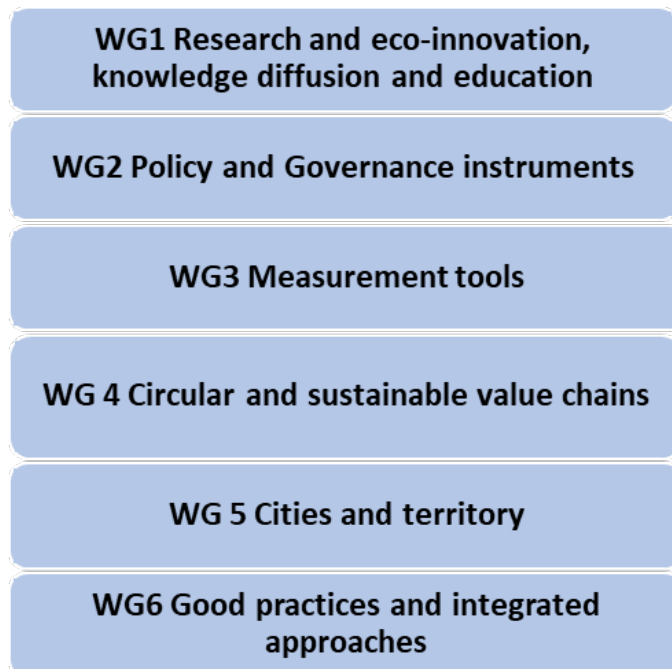 WG1 Research and eco-innovation,
knowledge diffusion and education
WG2 Policy and Governance instruments
WG3 Measurement tools
WG 4 Circular and sustainable value chains
WG 5 Cities and territory
WG6 Good practices and integrated
approaches